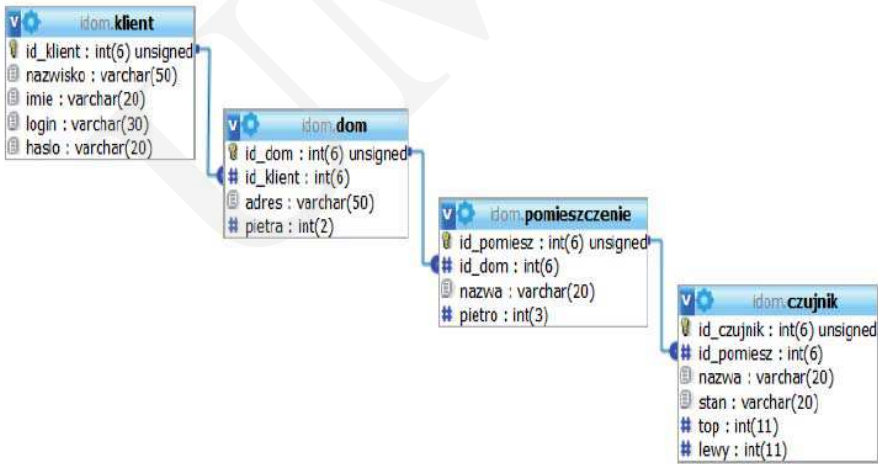 idom.klient
id_klient : int(6) unsigned
nazwisko : varchar(50)
imie : varchar(20)
login : varchar(30)
haslo : varchar(20)
idom.dom
id_dom : int(6) unsigned
id_klient : int(6)
adres : varchar(50)
pietra : int(2)
idom.pomieszczenie
id_pomiesz : int(6) unsigned
id_dom : int(6)
nazwa : varchar(20)
pietro : int(3)
idom.czujnik
id_czujnik : int(6) unsigned
id_pomiesz : int(6)
nazwa : varchar(20)
stan : varchar(20)
top : int(11)
lewy : int(11)